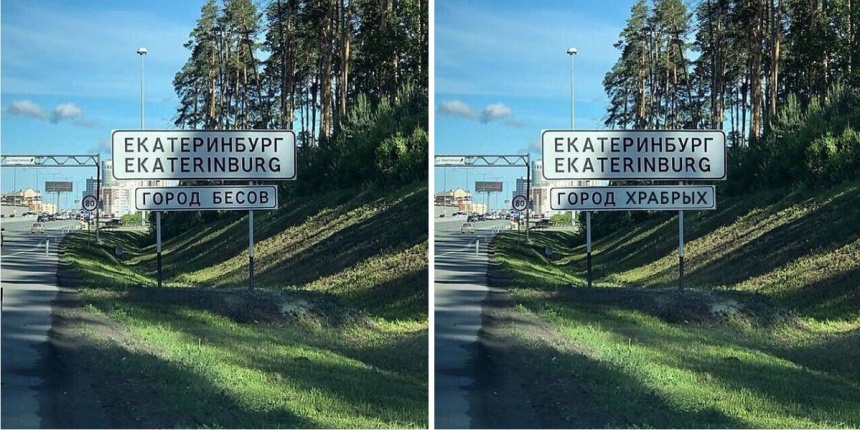 ЕКАТЕРИНБУРГ
EKATERINBURG
ГОРОД БЕСОВ
80
ЕКАТЕРИНБУРГ
EKATERINBURG
ГОРОД ХРАБРЫХ
80